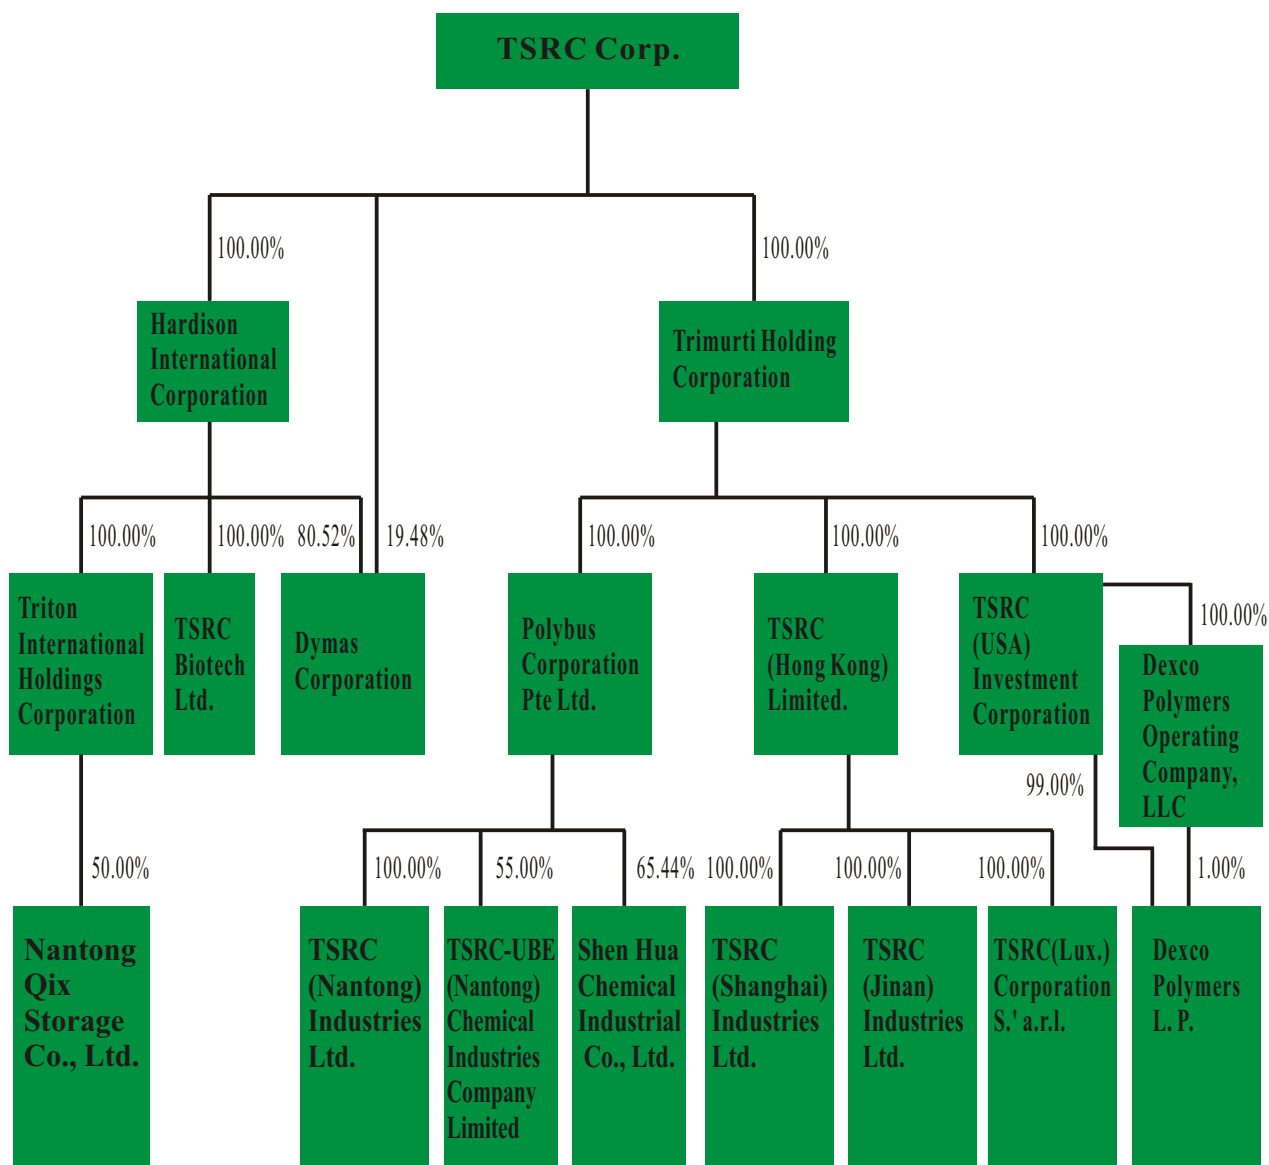 TSRC Corp.
100.00%
100.00%
Hardison
International
Corporation
Trimurti Holding
Corporation
100.00%
100.00%
80.52%
19.48%
100.00%
100.00%
100.00%
Triton
International
Holdings
Corporation
TSRC
Biotech
Ltd.
Dymas
Corporation
Polybus
Corporation
Pte Ltd.
TSRC
(Hong Kong)
Limited.
TSRC
(USA)
Investment
Corporation
100.00%
Dexco
Polymers
Operating
Company,
LLC
99.00%
50.00%
100.00%
55.00%
65.44%
100.00%
100.00%
100.00%
1.00%
Nantong
Qix
Storage
Co., Ltd.
TSRC
(Nantong)
Industries
Ltd.
TSRC-UBE
(Nantong)
Chemical
Industries
Company
Limited
Shen Hua
Chemical
Industrial
Co., Ltd.
TSRC
(Shanghai)
Industries
Ltd.
TSRC
(Jinan)
Industries
Ltd.
TSRC(Lux.)
Corporation
S.' a.r.l.
Dexco
Polymers
L. P.